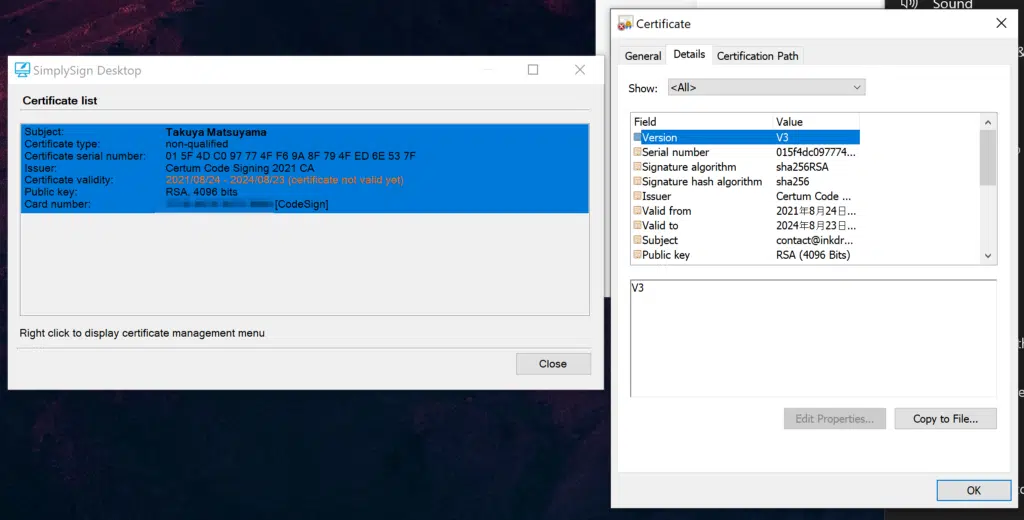 SimplySign Desktop
Certificate list
Subject: Takuya Matsuyama
Certificate type: non-qualified
Certificate serial number: 01 5F 4D C0 97 77 4F F6 9A 8F 79 4F ED 6E 53 7F
Issuer: Certum Code Signing 2021 CA
Certificate validity: 2021/08/24 - 2024/08/23 (certificate not valid yet)
Public key: RSA, 4096 bits
Card number: [CodeSign]
Right click to display certificate management menu
Close
Sound
Certificate
General Details Certification Path
Show: <All>
Field Value
Version V3
Serial number 015f4dc097774...
Signature algorithm sha256RSA
Signature hash algorithm sha256
Issuer Certum Code ...
Valid from 2021年8月24日...
Valid to 2024年8月23日...
Subject contact@inkdr...
Public key RSA (4096 Bits)
V3
Edit Properties... Copy to File...
OK